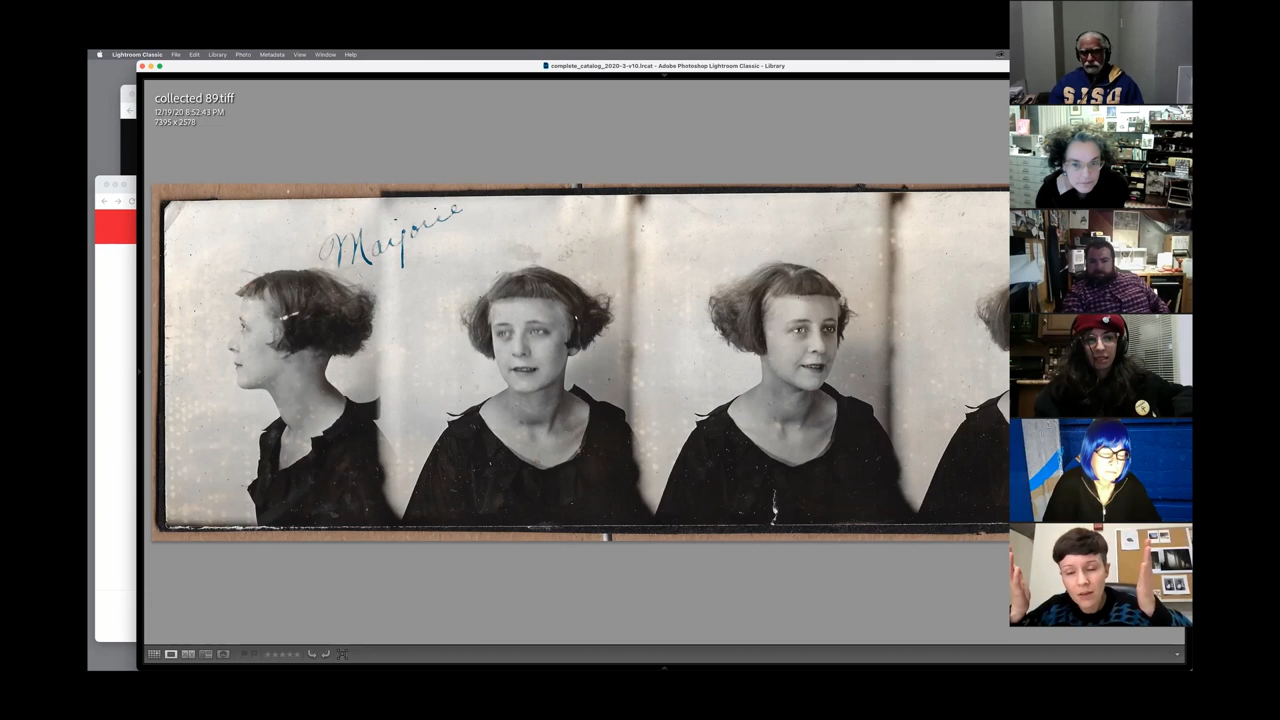 Lightroom Classic File Edit Library Photo Metadata View Window Help
complete_catalog_2020-3-v10.lrcat - Adobe Photoshop Lightroom Classic - Library
collected 89.tiff
12/19/20 8:52:43 PM
7395 x 2578
Marjorie
SJSU